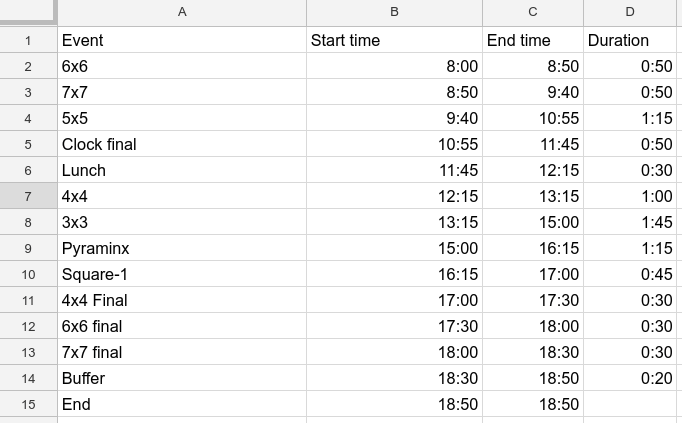 A B C D
1 Event Start time End time Duration
2 6x6 8:00 8:50 0:50
3 7x7 8:50 9:40 0:50
4 5x5 9:40 10:55 1:15
5 Clock final 10:55 11:45 0:50
6 Lunch 11:45 12:15 0:30
7 4x4 12:15 13:15 1:00
8 3x3 13:15 15:00 1:45
9 Pyraminx 15:00 16:15 1:15
10 Square-1 16:15 17:00 0:45
11 4x4 Final 17:00 17:30 0:30
12 6x6 final 17:30 18:00 0:30
13 7x7 final 18:00 18:30 0:30
14 Buffer 18:30 18:50 0:20
15 End 18:50 18:50